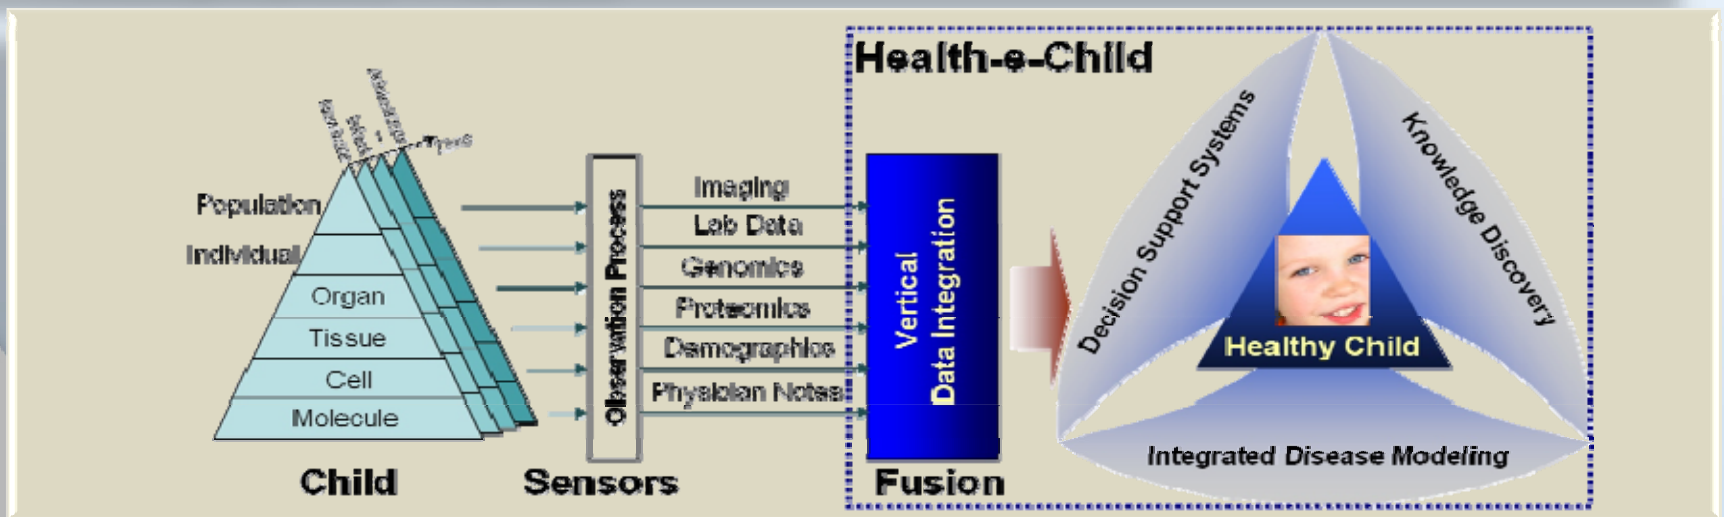 Health-e-Child
Population
Individual
Organ
Tissue
Cell
Molecule
Child
Observation Process
Sensors
Imaging
Lab Data
Genomics
Proteomics
Demographics
Physician Notes
Vertical
Data Integration
Fusion
Decision Support Systems
Knowledge Discovery
Healthy Child
Integrated Disease Modeling